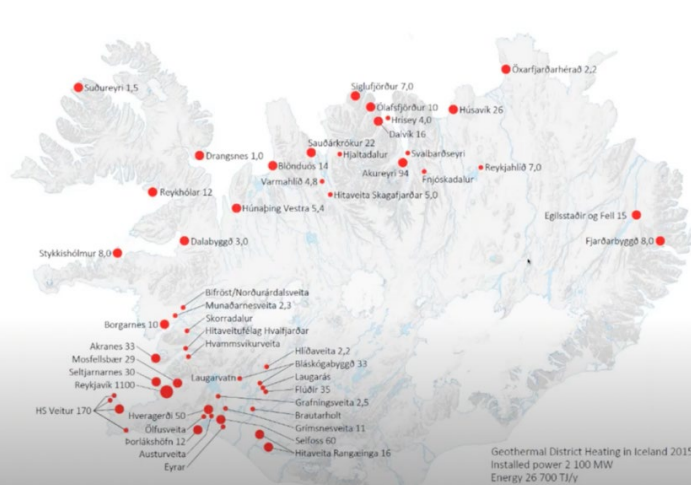 Öxarfjarðarhérað 2,2
Suðureyri 1,5
Siglufjörður 7,0
Ólafsfjörður 10
Húsavík 26
Hrísey 4,0
Dalvík 16
Sauðárkrókur 22
Drangsnes 1,0
Hjaltadalur
Svalbarðseyri
Blönduós 14
Akureyri 94
Reykjahlíð 7,0
Fnjóskadalur
Varmahlíð 4,8
Reykhólar 12
Hitaveita Skagafjarðar 5,0
Húnaþing Vestra 5,4
Egilsstaðir og Fell 15
Dalabyggð 3,0
Fjarðarbyggð 8,0
Stykkishólmur 8,0
Bifröst/Norðurárdalsveita
Munaðarnesveita 2,3
Skorradalur
Borgarnes 10
Hitaveitufélag Hvalfjarðar
Hvammsvíkurveita
Akranes 33
Hlíðaveita 2,2
Mosfellsbær 29
Bláskógabyggð 33
Seltjarnarnes 30
Laugarvatn
Laugarás
Reykjavík 1100
Flúðir 35
Grafningsveita 2,5
HS Veitur 170
Hveragerði 50
Brautarholt
Ölfusveita
Grímsnesveita 11
Þorlákshöfn 12
Selfoss 60
Austurveita
Hitaveita Rangæinga 16
Eyrar
Geothermal District Heating in Iceland 2015
Installed power 2 100 MW
Energy 26 700 TJ/y